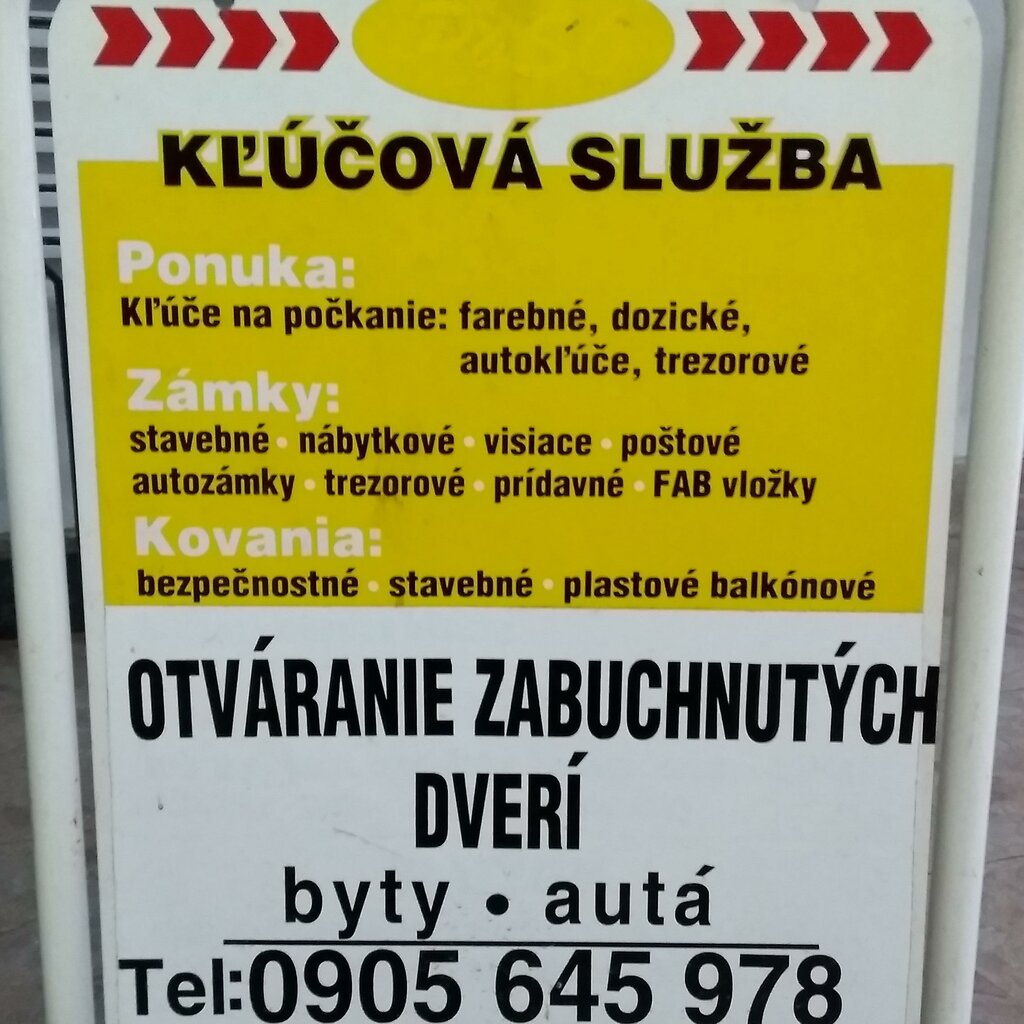 KĽÚČOVÁ SLUŽBA
Ponuka:
Kľúče na počkanie: farebné, dozické,
autokľúče, trezorové
Zámky:
stavebné • nábytkové • visiace • poštové
autozámky • trezorové • prídavné • FAB vložky
Kovania:
bezpečnostné • stavebné • plastové balkónové
OTVÁRANIE ZABUCHNUTÝCH
DVERÍ
byty • autá
Tel:0905 645 978